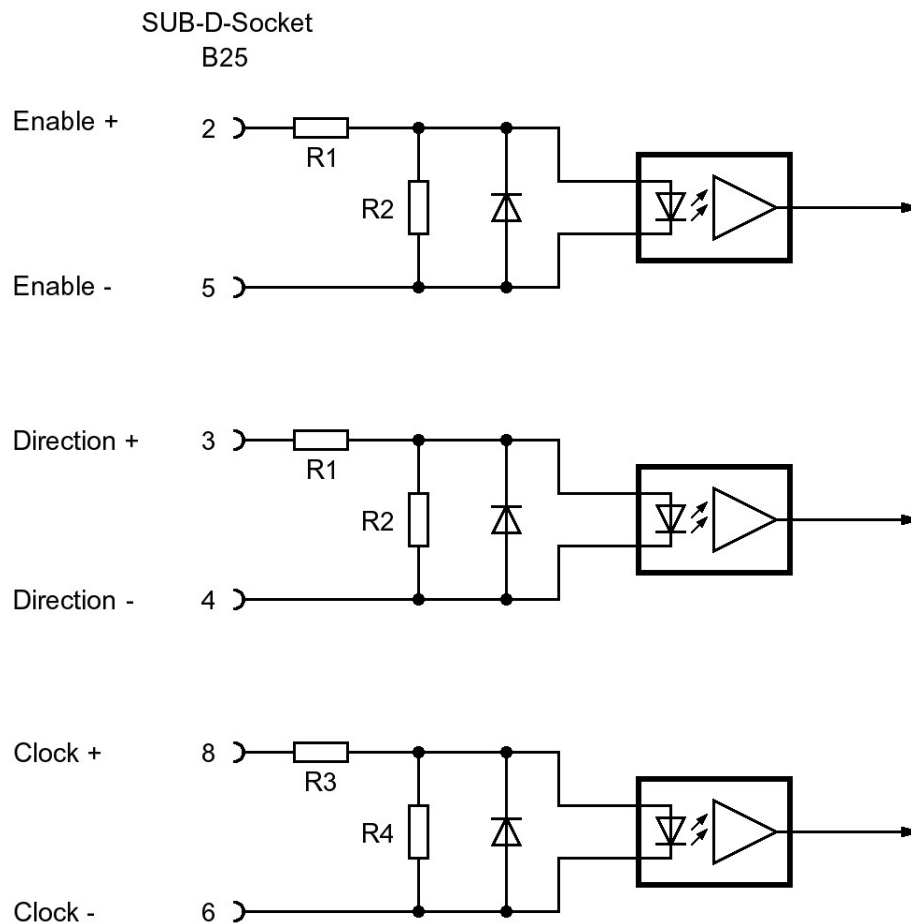 SUB-D-Socket
B25
Enable + 2
R1
R2
Enable - 5
Direction + 3
R1
R2
Direction - 4
Clock + 8
R3
R4
Clock - 6